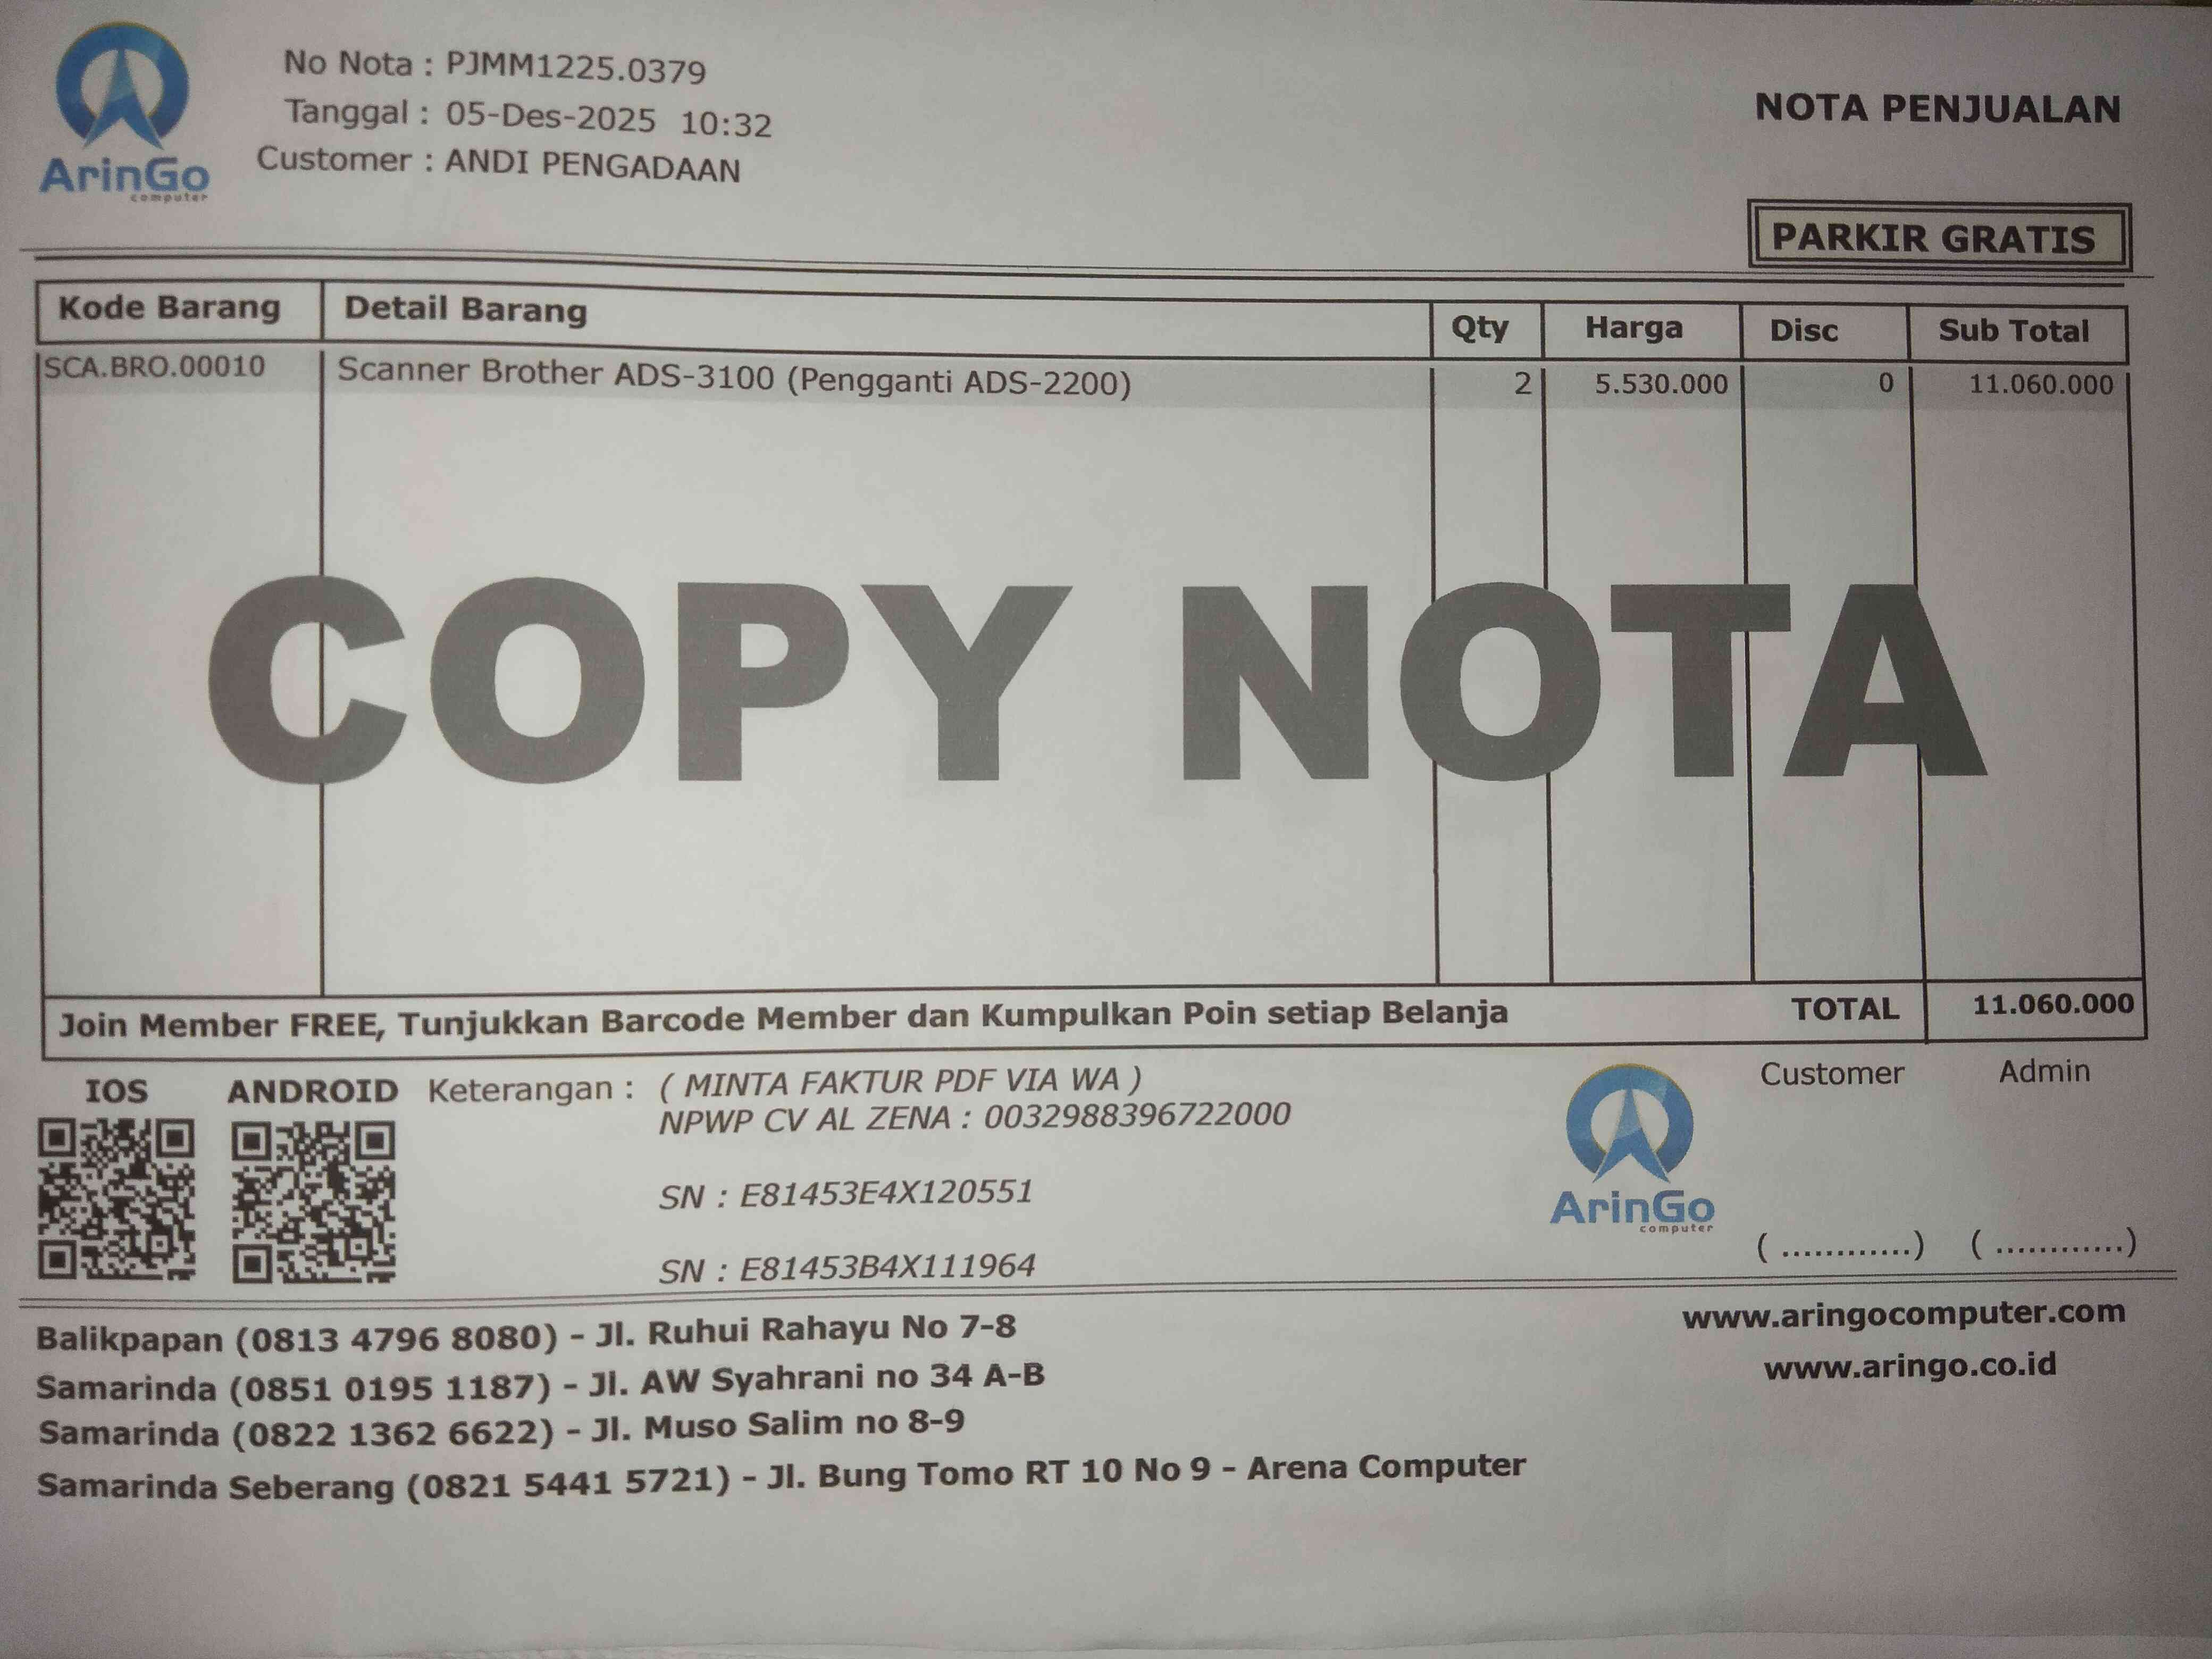 ArinGo
computer
No Nota : PJMM1225.0379
Tanggal : 05-Des-2025 10:32
Customer : ANDI PENGADAAN
NOTA PENJUALAN
PARKIR GRATIS
Kode Barang Detail Barang Qty Harga Disc Sub Total
SCA.BRO.00010 Scanner Brother ADS-3100 (Pengganti ADS-2200) 2 5.530.000 0 11.060.000
COPY NOTA
Join Member FREE, Tunjukkan Barcode Member dan Kumpulkan Poin setiap Belanja TOTAL 11.060.000
IOS ANDROID Keterangan : ( MINTA FAKTUR PDF VIA WA )
NPWP CV AL ZENA : 0032988396722000
SN : E81453E4X120551
SN : E81453B4X111964
ArinGo
computer
Customer Admin
( ............) ( ............)
Balikpapan (0813 4796 8080) - Jl. Ruhui Rahayu No 7-8
Samarinda (0851 0195 1187) - Jl. AW Syahrani no 34 A-B
Samarinda (0822 1362 6622) - Jl. Muso Salim no 8-9
Samarinda Seberang (0821 5441 5721) - Jl. Bung Tomo RT 10 No 9 - Arena Computer
www.aringocomputer.com
www.aringo.co.id